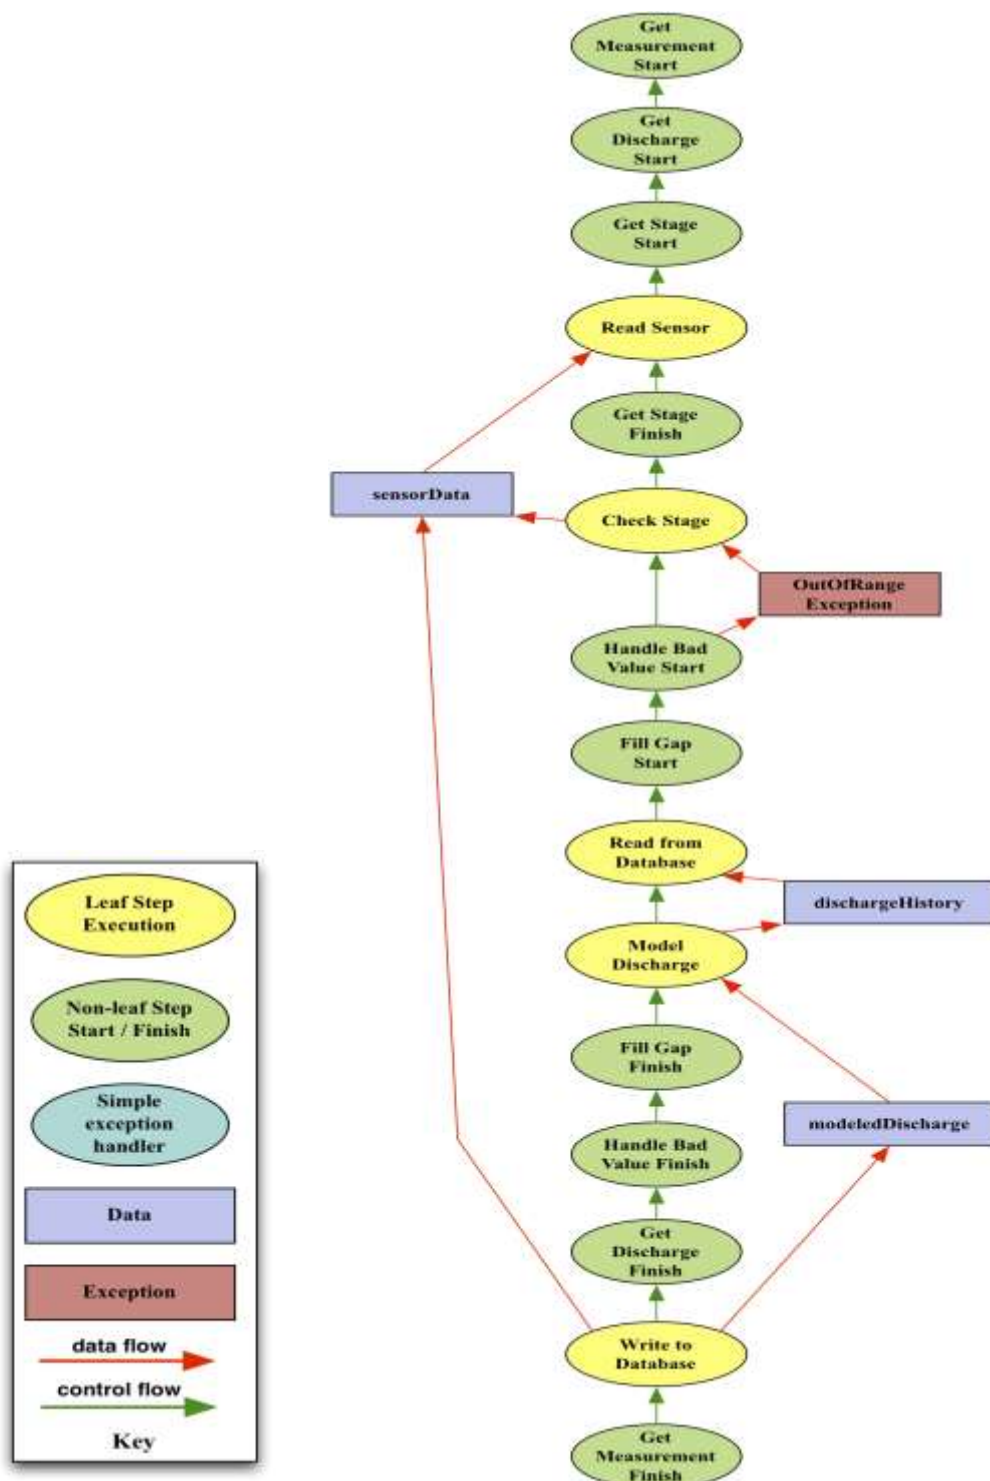 Get
Measurement
Start
Get
Discharge
Start
Get Stage
Start
Read Sensor
Get Stage
Finish
sensorData
Check Stage
OutOfRange
Exception
Handle Bad
Value Start
Fill Gap
Start
Read from
Database
dischargeHistory
Model
Discharge
Fill Gap
Finish
modeledDischarge
Handle Bad
Value Finish
Get
Discharge
Finish
Write to
Database
Get
Measurement
Finish
Leaf Step
Execution
Non-leaf Step
Start / Finish
Simple
exception
handler
Data
Exception
data flow
control flow
Key